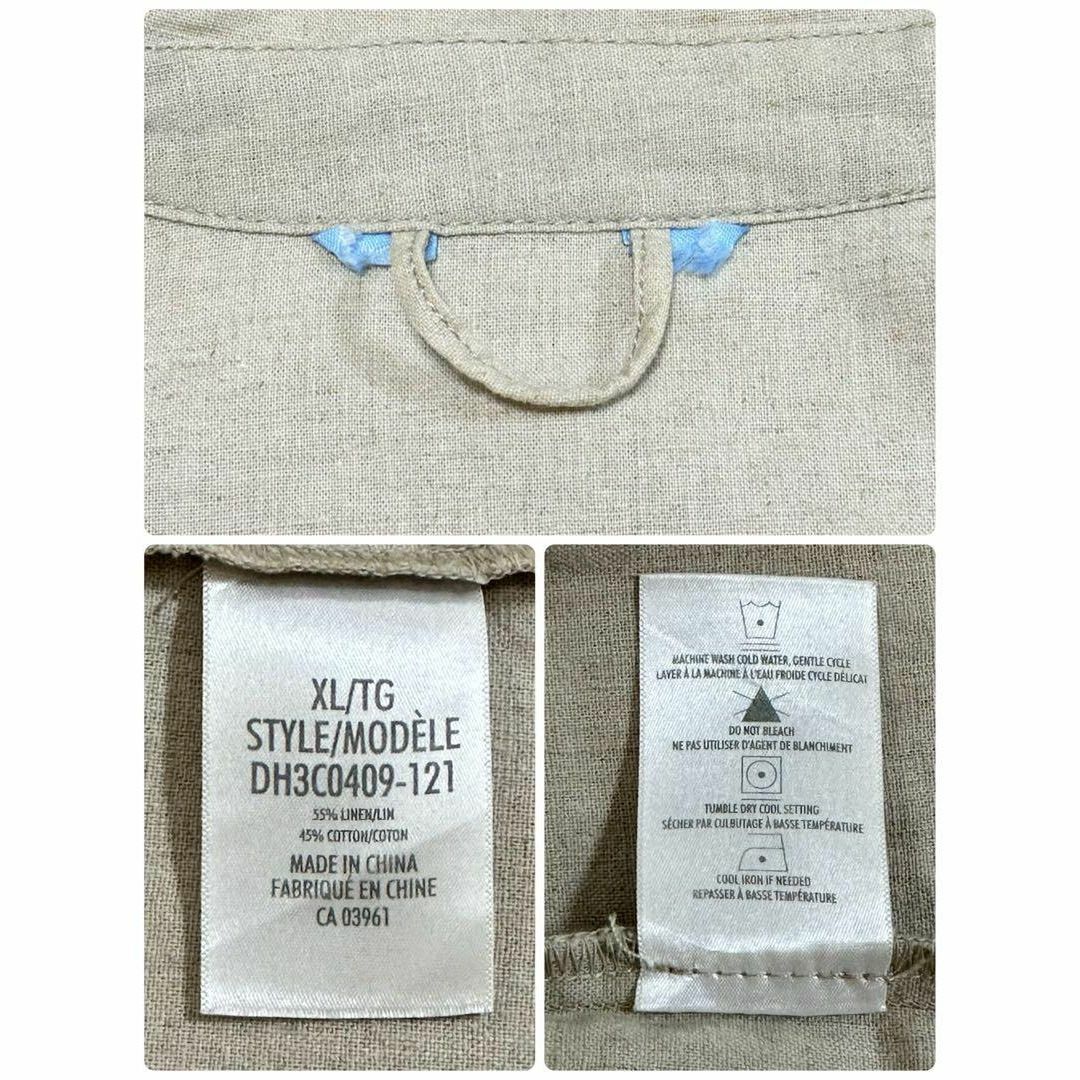 XL/TG
STYLE/MODÈLE
DH3C0409-121
55% LINEN/LIN
45% COTTON/COTON
MADE IN CHINA
FABRIQUÉ EN CHINE
CA 03961
MACHINE WASH COLD WATER, GENTLE CYCLE
LAVER À LA MACHINE À L'EAU FROIDE CYCLE DÉLICAT
DO NOT BLEACH
NE PAS UTILISER D'AGENT DE BLANCHIMENT
TUMBLE DRY COOL SETTING
SÉCHER PAR CULBUTAGE À BASSE TEMPÉRATURE
COOL IRON IF NEEDED
REPASSER À BASSE TEMPÉRATURE